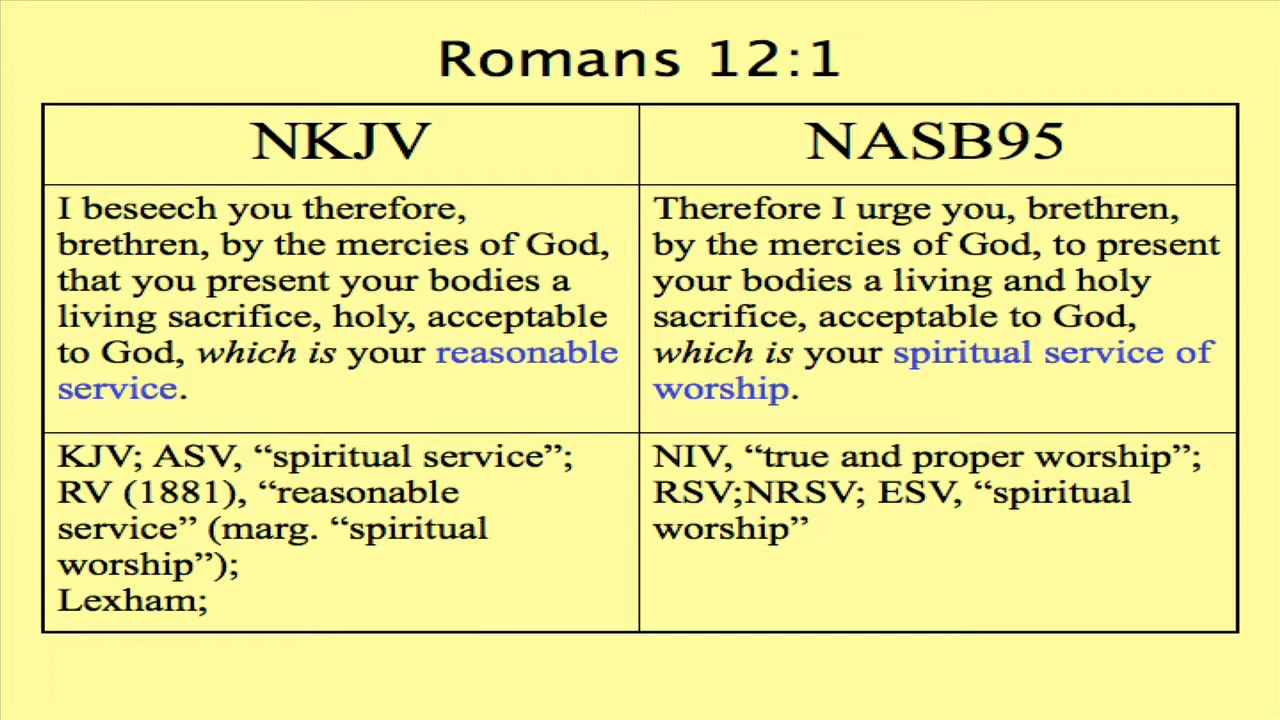 Romans 12:1
NKJV
I beseech you therefore,
brethren, by the mercies of God,
that you present your bodies a
living sacrifice, holy, acceptable
to God, which is your reasonable
service.
NASB95
Therefore I urge you, brethren,
by the mercies of God, to present
your bodies a living and holy
sacrifice, acceptable to God,
which is your spiritual service of
worship.
KJV; ASV, “spiritual service”;
RV (1881), “reasonable
service” (marg. “spiritual
worship”);
Lexham;
NIV, “true and proper worship”;
RSV;NRSV; ESV, “spiritual
worship”